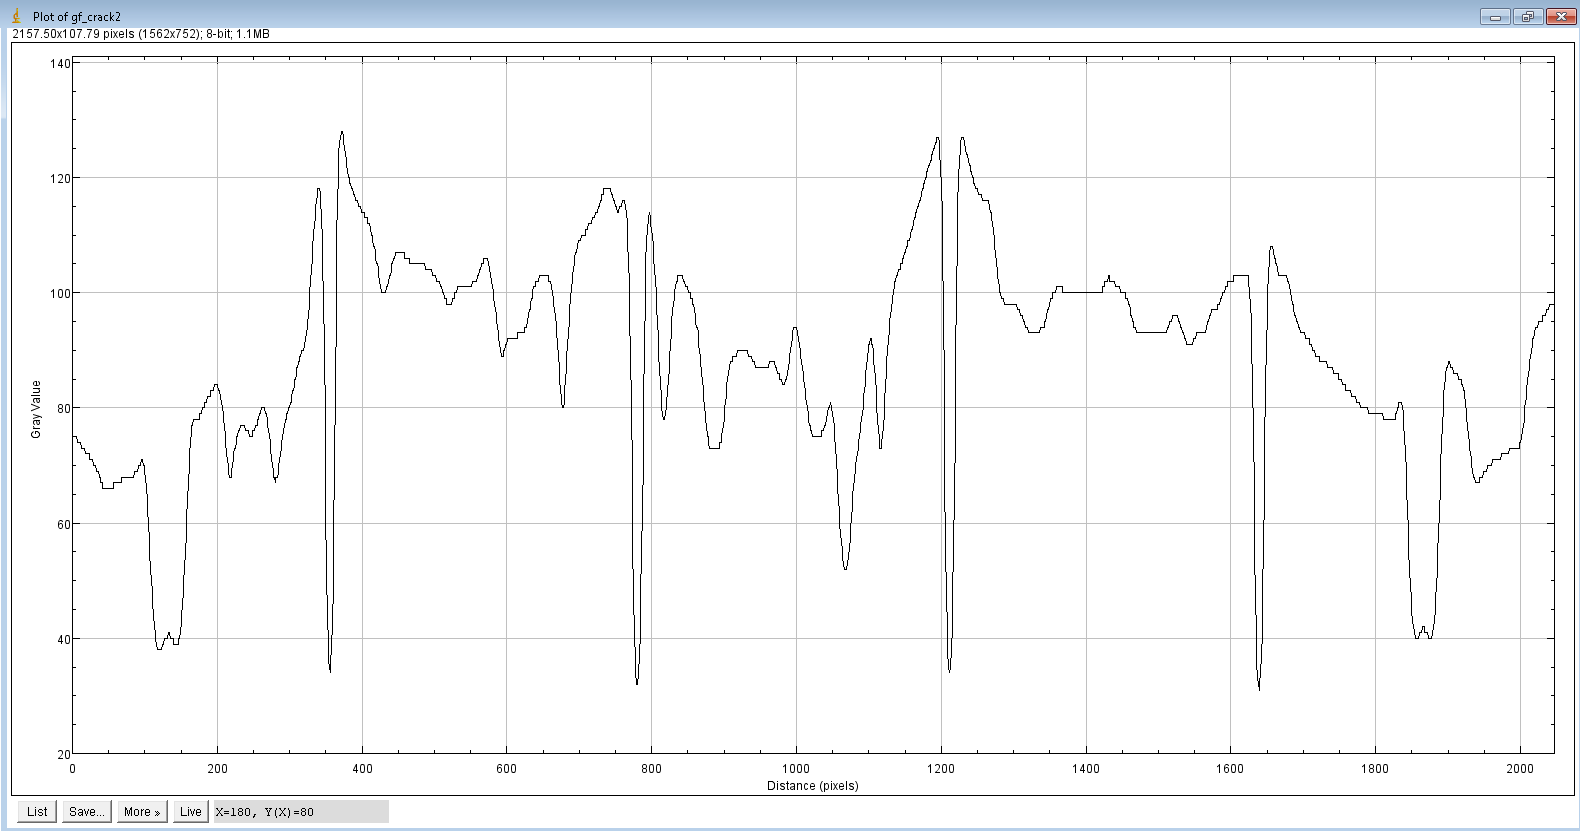 Plot of gf_crack2
2157.50x107.79 pixels (1562x752); 8-bit; 1.1MB
140
120
100
80
60
40
20
Gray Value
0 200 400 600 800 1000 1200 1400 1600 1800 2000
Distance (pixels)
List Save... More » Live X=180, Y(X)=80